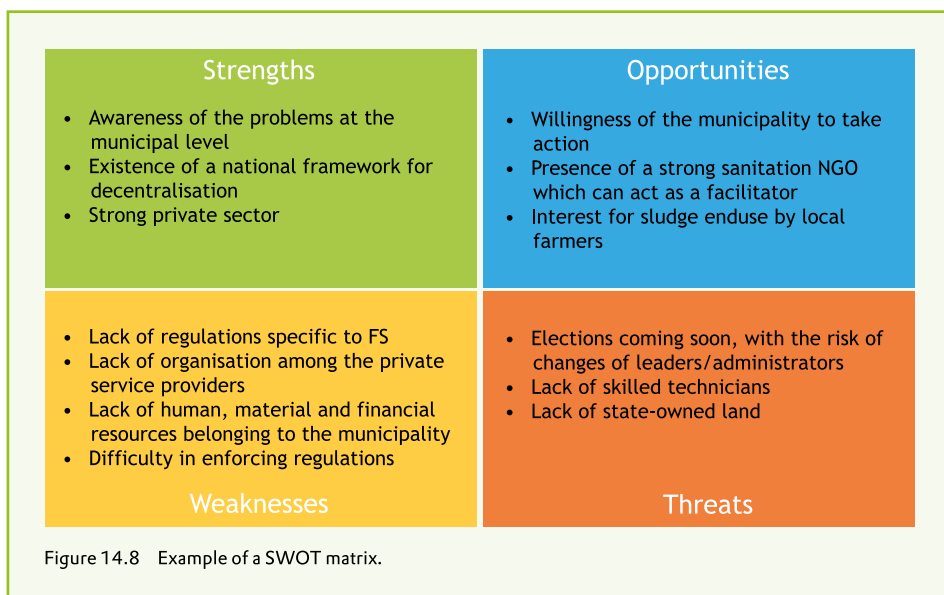 Strengths
• Awareness of the problems at the
municipal level
• Existence of a national framework for
decentralisation
• Strong private sector
Opportunities
• Willingness of the municipality to take
action
• Presence of a strong sanitation NGO
which can act as a facilitator
• Interest for sludge enduse by local
farmers
• Lack of regulations specific to FS
• Lack of organisation among the private
service providers
• Lack of human, material and financial
resources belonging to the municipality
• Difficulty in enforcing regulations
Weaknesses
• Elections coming soon, with the risk of
changes of leaders/administrators
• Lack of skilled technicians
• Lack of state-owned land
Threats
Figure 14.8 Example of a SWOT matrix.